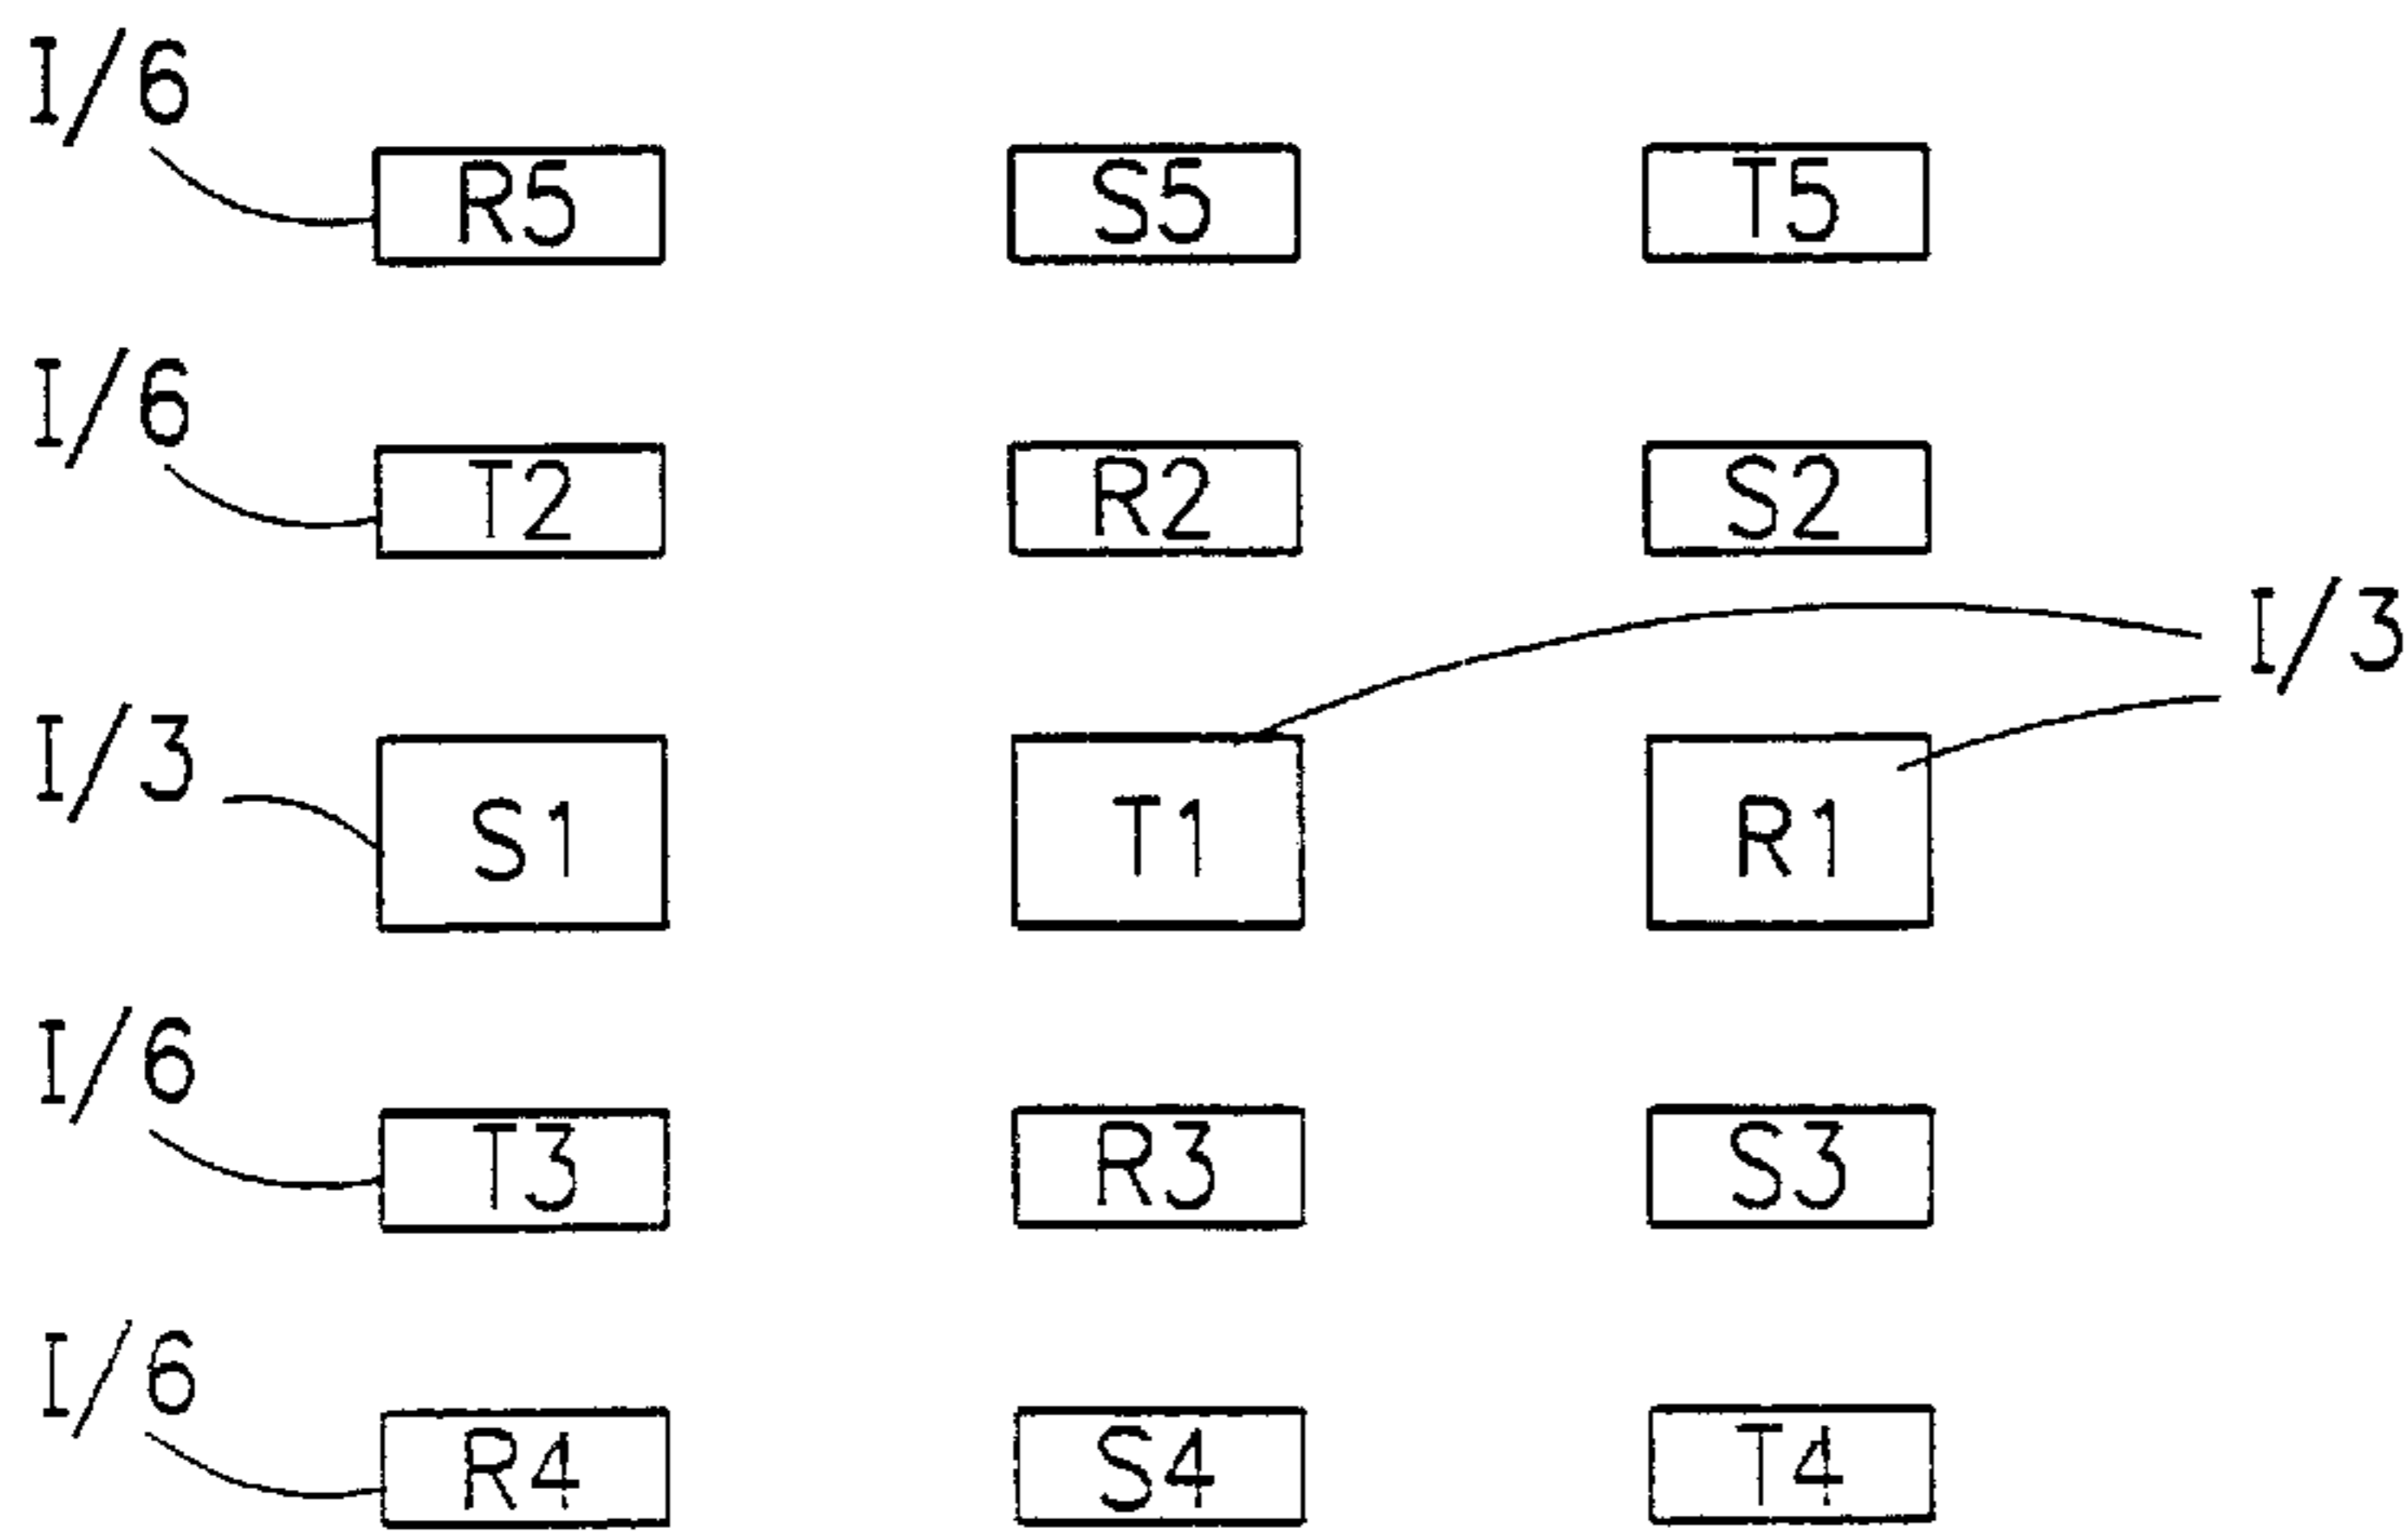 I/6
R5 S5 T5
I/6
T2 R2 S2
I/3
I/3
S1 T1 R1
I/6
T3 R3 S3
I/6
R4 S4 T4